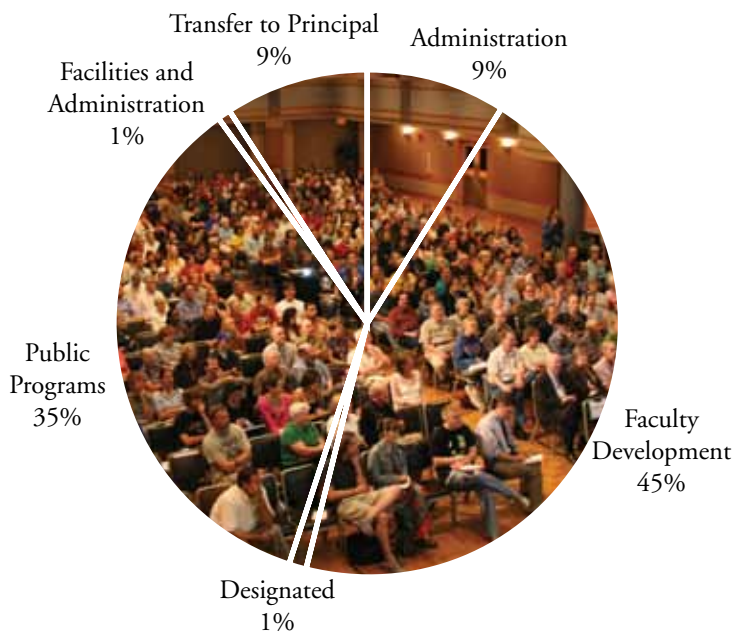 Transfer to Principal
9%
Administration
9%
Facilities and
Administration
1%
Public
Programs
35%
Faculty
Development
45%
Designated
1%